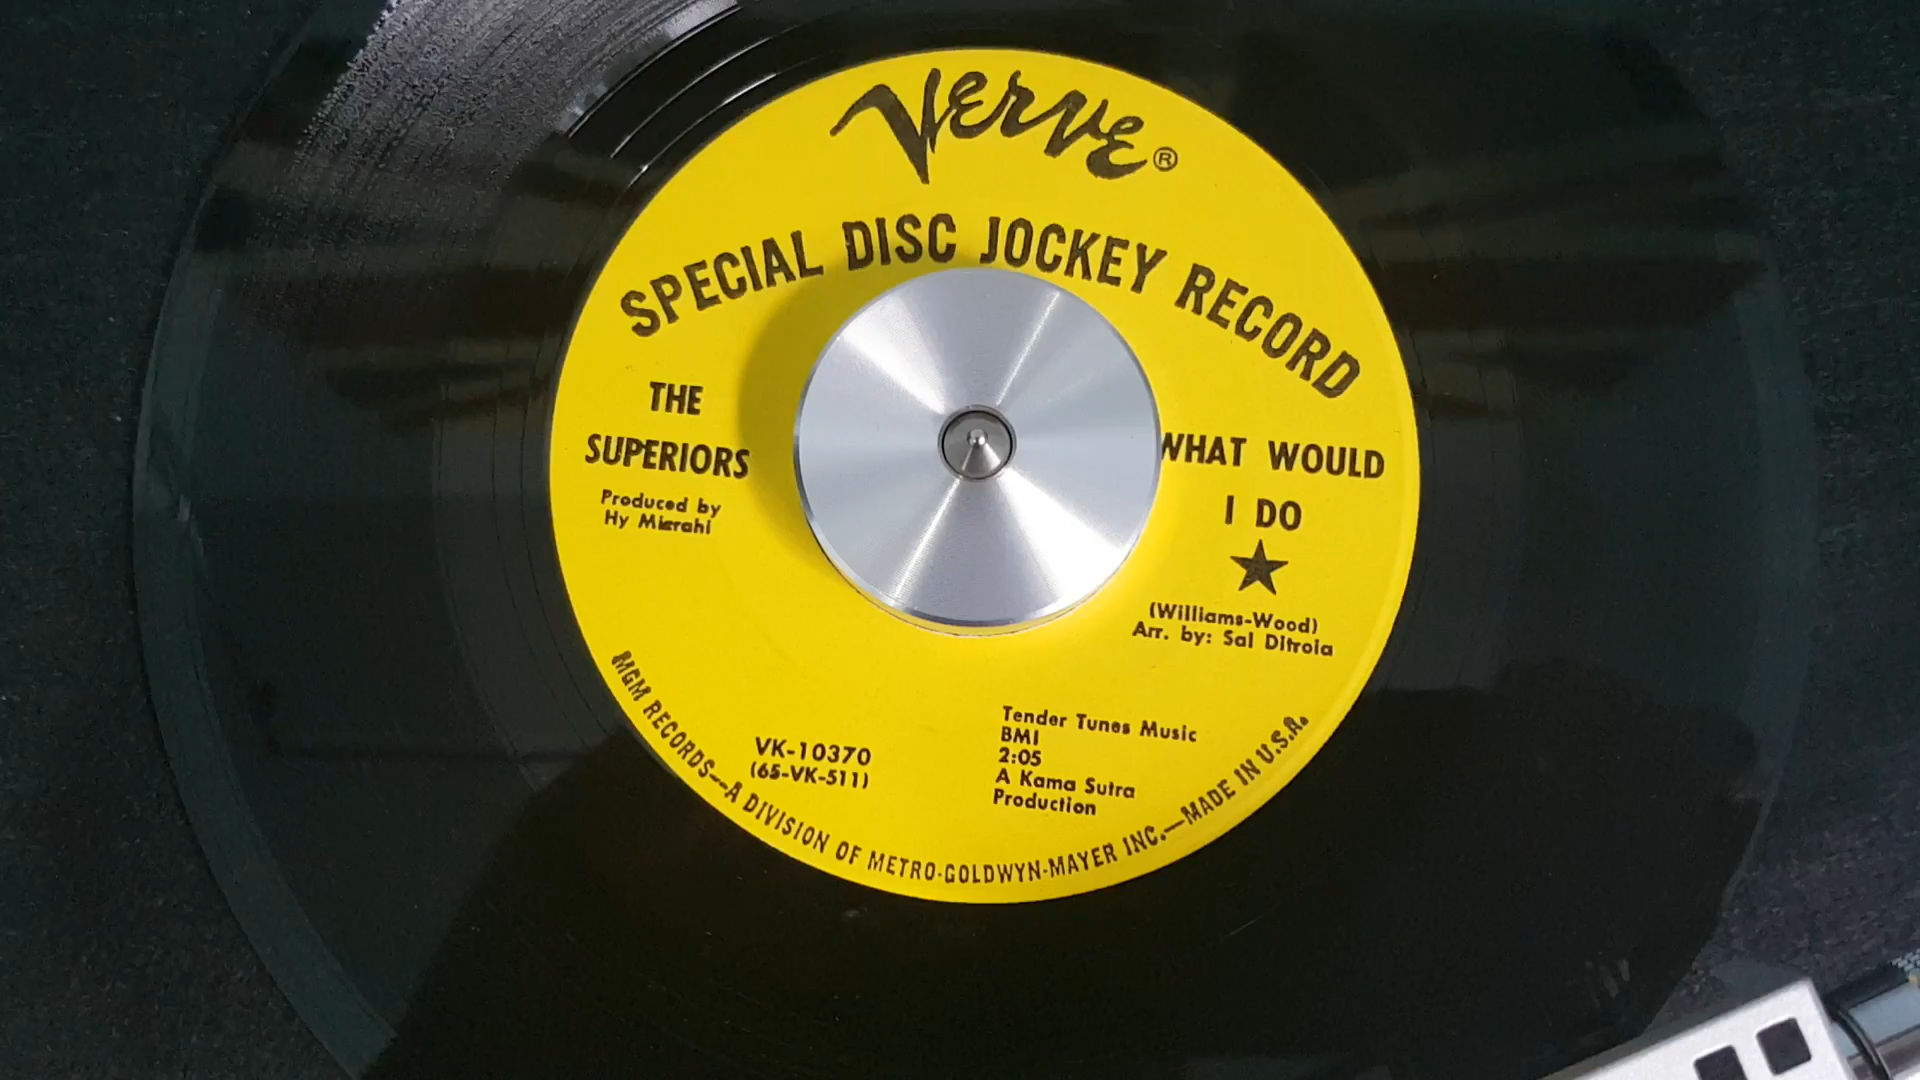 Verve®
SPECIAL DISC JOCKEY RECORD
THE
SUPERIORS
Produced by
Hy Mizrahi
WHAT WOULD
I DO
★
(Williams-Wood)
Arr. by: Sal Ditroia
VK-10370
(65-VK-511)
Tender Tunes Music
BMI
2:05
A Kama Sutra
Production
MGM RECORDS—A DIVISION OF METRO-GOLDWYN-MAYER INC.—MADE IN U.S.A.